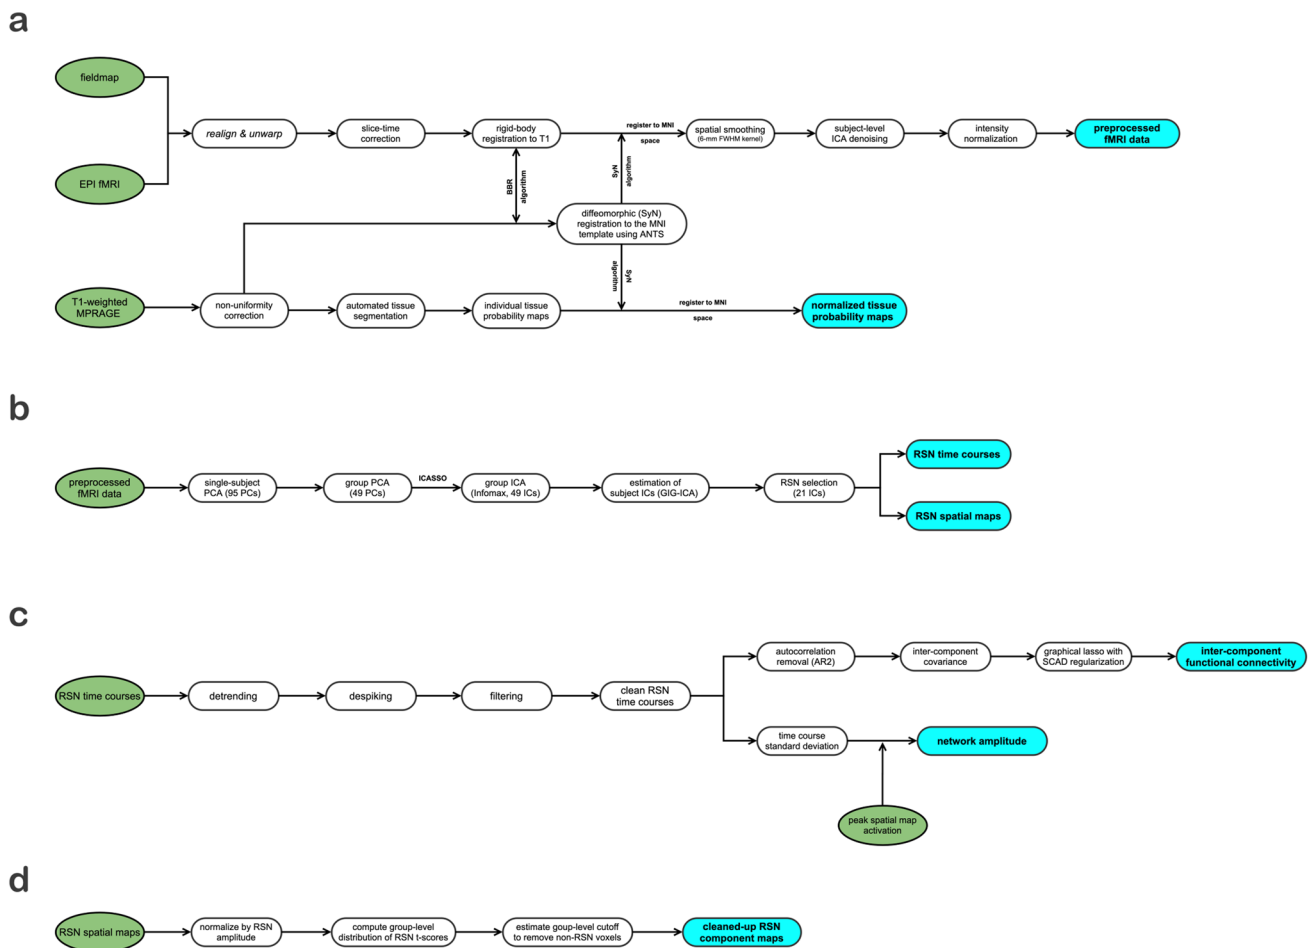 a
fieldmap
EPI fMRI
realign & unwarp
slice-time
correction
rigid-body
registration to T1
register to MNI
space
spatial smoothing
(6-mm FWHM kernel)
subject-level
ICA denoising
intensity
normalization
preprocessed
fMRI data
BBR
algorithm
SyN
algorithm
diffeomorphic (SyN)
registration to the MNI
template using ANTS
SyN
algorithm
T1-weighted
MPRAGE
non-uniformity
correction
automated tissue
segmentation
individual tissue
probability maps
register to MNI
space
normalized tissue
probability maps
b
preprocessed
fMRI data
single-subject
PCA (95 PCs)
group PCA
(49 PCs)
ICASSO
group ICA
(Infomax, 49 ICs)
estimation of
subject ICs (GIG-ICA)
RSN selection
(21 ICs)
RSN time courses
RSN spatial maps
c
RSN time courses
detrending
despiking
filtering
clean RSN
time courses
autocorrelation
removal (AR2)
inter-component
covariance
graphical lasso with
SCAD regularization
inter-component
functional connectivity
time course
standard deviation
network amplitude
peak spatial map
activation
d
RSN spatial maps
normalize by RSN
amplitude
compute group-level
distribution of RSN t-scores
estimate goup-level cutoff
to remove non-RSN voxels
cleaned-up RSN
component maps